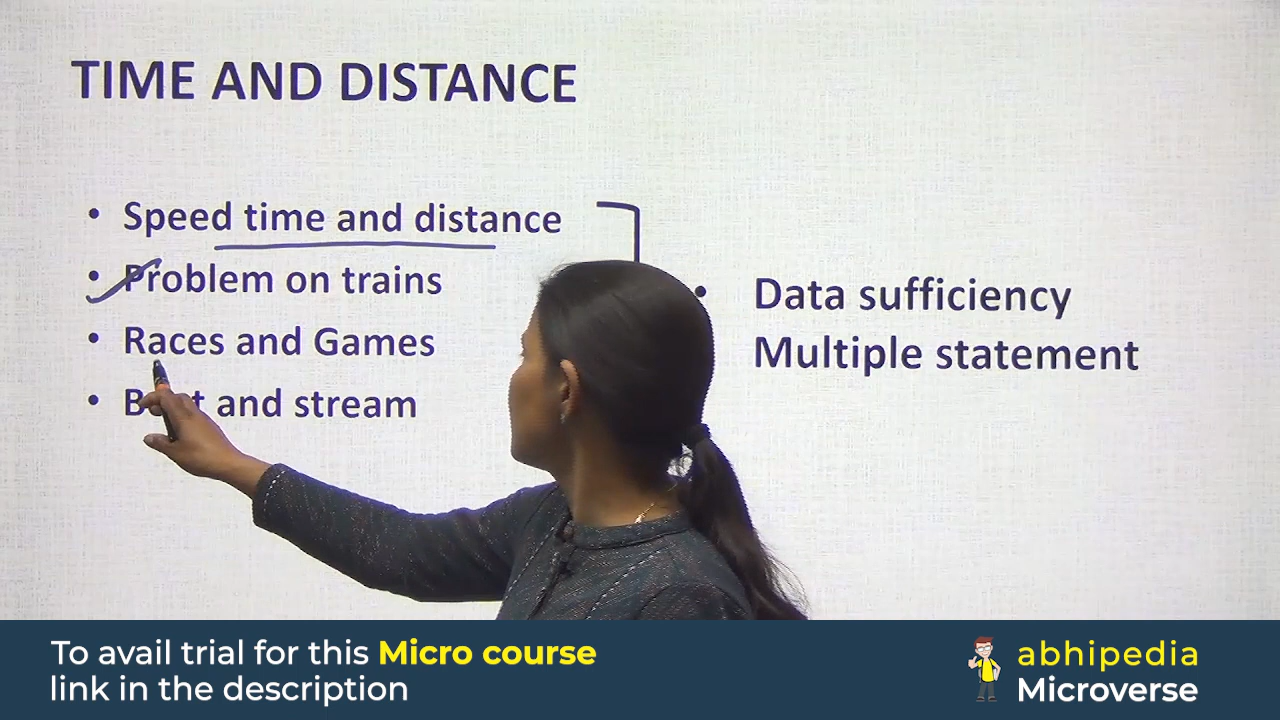 TIME AND DISTANCE
• Speed time and distance
• Problem on trains
• Races and Games
• Boat and stream
• Data sufficiency
Multiple statement
To avail trial for this Micro course
link in the description
abhipedia
Microverse